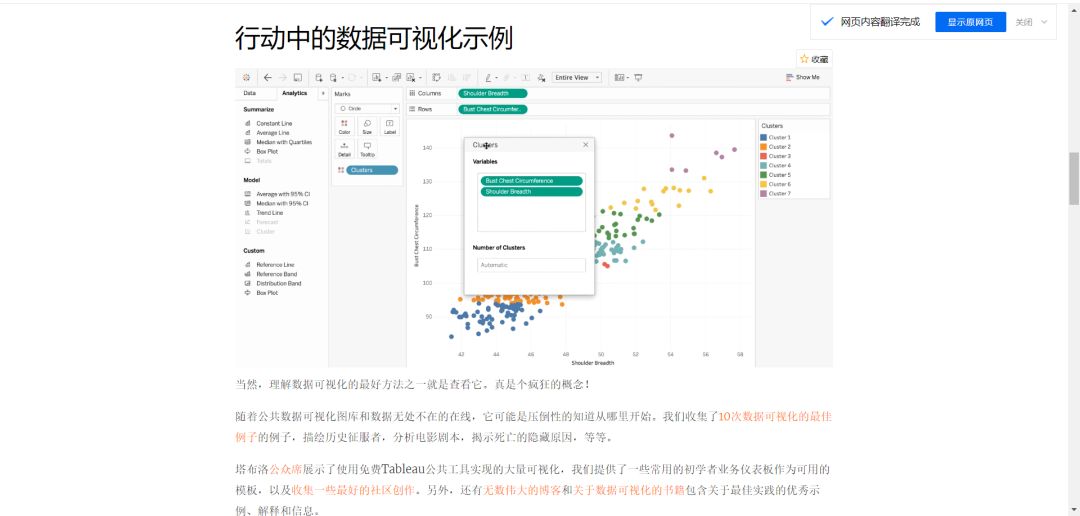 网页内容翻译完成
显示原网页
关闭
行动中的数据可视化示例
收藏
Entire View
Show Me
Data
Analytics
Marks
Columns
Shoulder Breadth
Rows
Bust Chest Circumfer..
Summarize
Constant Line
Average Line
Median with Quartiles
Box Plot
Totals
Model
Average with 95% CI
Median with 95% CI
Trend Line
Forecast
Cluster
Custom
Reference Line
Reference Band
Distribution Band
Box Plot
Circle
Color
Size
Label
Detail
Tooltip
Clusters
Clusters
Variables
Bust Chest Circumference
Shoulder Breadth
Number of Clusters
Automatic
Bust Chest Circumference
140
130
120
110
100
90
42
44
46
48
50
52
54
56
58
Shoulder Breadth
Clusters
Cluster 1
Cluster 2
Cluster 3
Cluster 4
Cluster 5
Cluster 6
Cluster 7
当然，理解数据可视化的最好方法之一就是查看它。真是个疯狂的概念！
随着公共数据可视化图库和数据无处不在的在线，它可能是压倒性的知道从哪里开始。我们收集了10次数据可视化的最佳
例子的例子，描绘历史征服者，分析电影剧本，揭示死亡的隐藏原因，等等。
塔布洛公众席展示了使用免费Tableau公共工具实现的大量可视化，我们提供了一些常用的初学者业务仪表板作为可用的
模板，以及收集一些最好的社区创作。另外，还有无数伟大的博客和关于数据可视化的书籍包含关于最佳实践的优秀示
例、解释和信息。